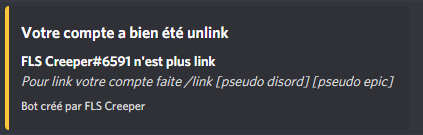 Votre compte a bien été unlink
FLS Creeper#6591 n'est plus link
Pour link votre compte faite /link [pseudo disord] [pseudo epic]
Bot créé par FLS Creeper